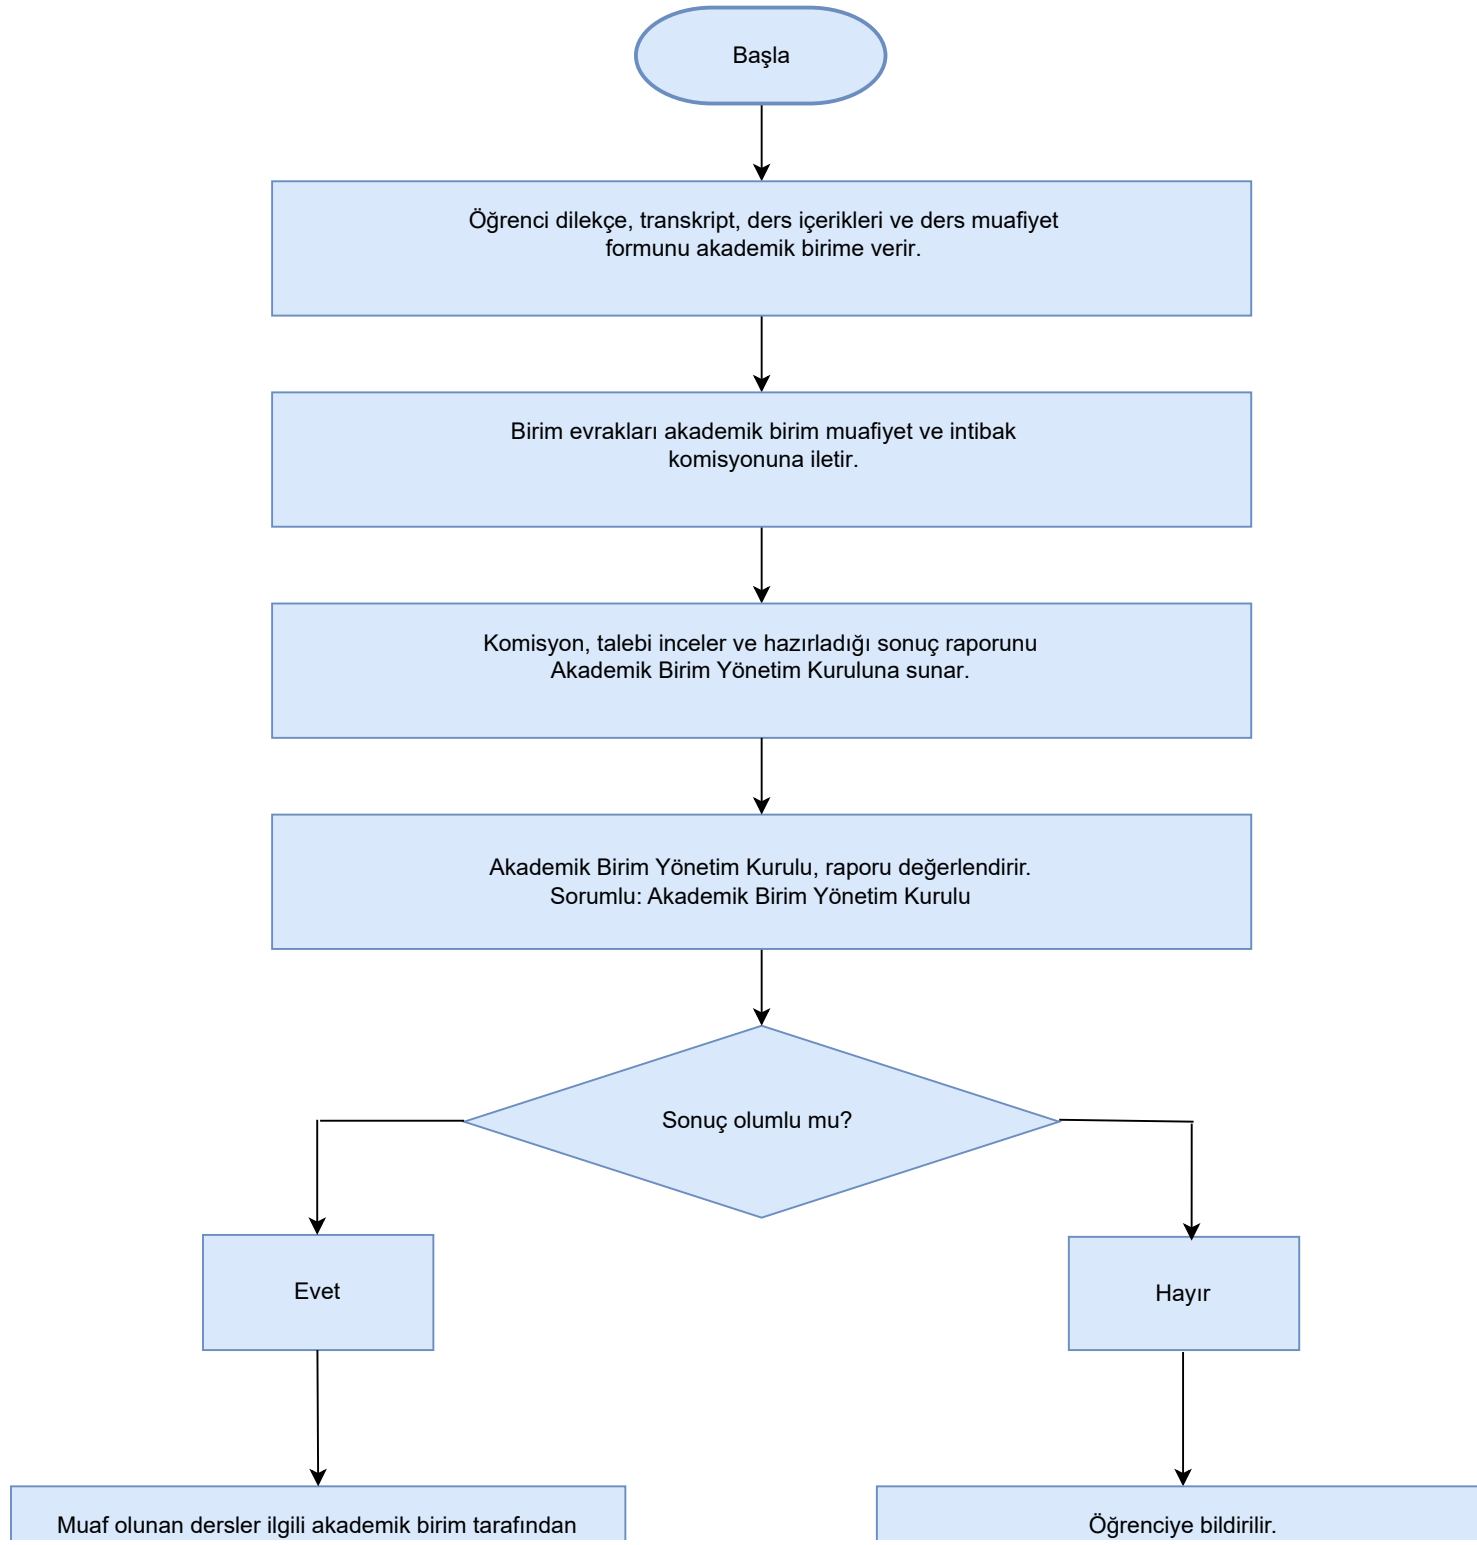 Başla
Öğrenci dilekçe, transkript, ders içerikleri ve ders muafiyet
formunu akademik birime verir.
Birim evrakları akademik birim muafiyet ve intibak
komisyonuna iletir.
Komisyon, talebi inceler ve hazırladığı sonuç raporunu
Akademik Birim Yönetim Kuruluna sunar.
Akademik Birim Yönetim Kurulu, raporu değerlendirir.
Sorumlu: Akademik Birim Yönetim Kurulu
Sonuç olumlu mu?
Evet
Hayır
Muaf olunan dersler ilgili akademik birim tarafından
Öğrenciye bildirilir.